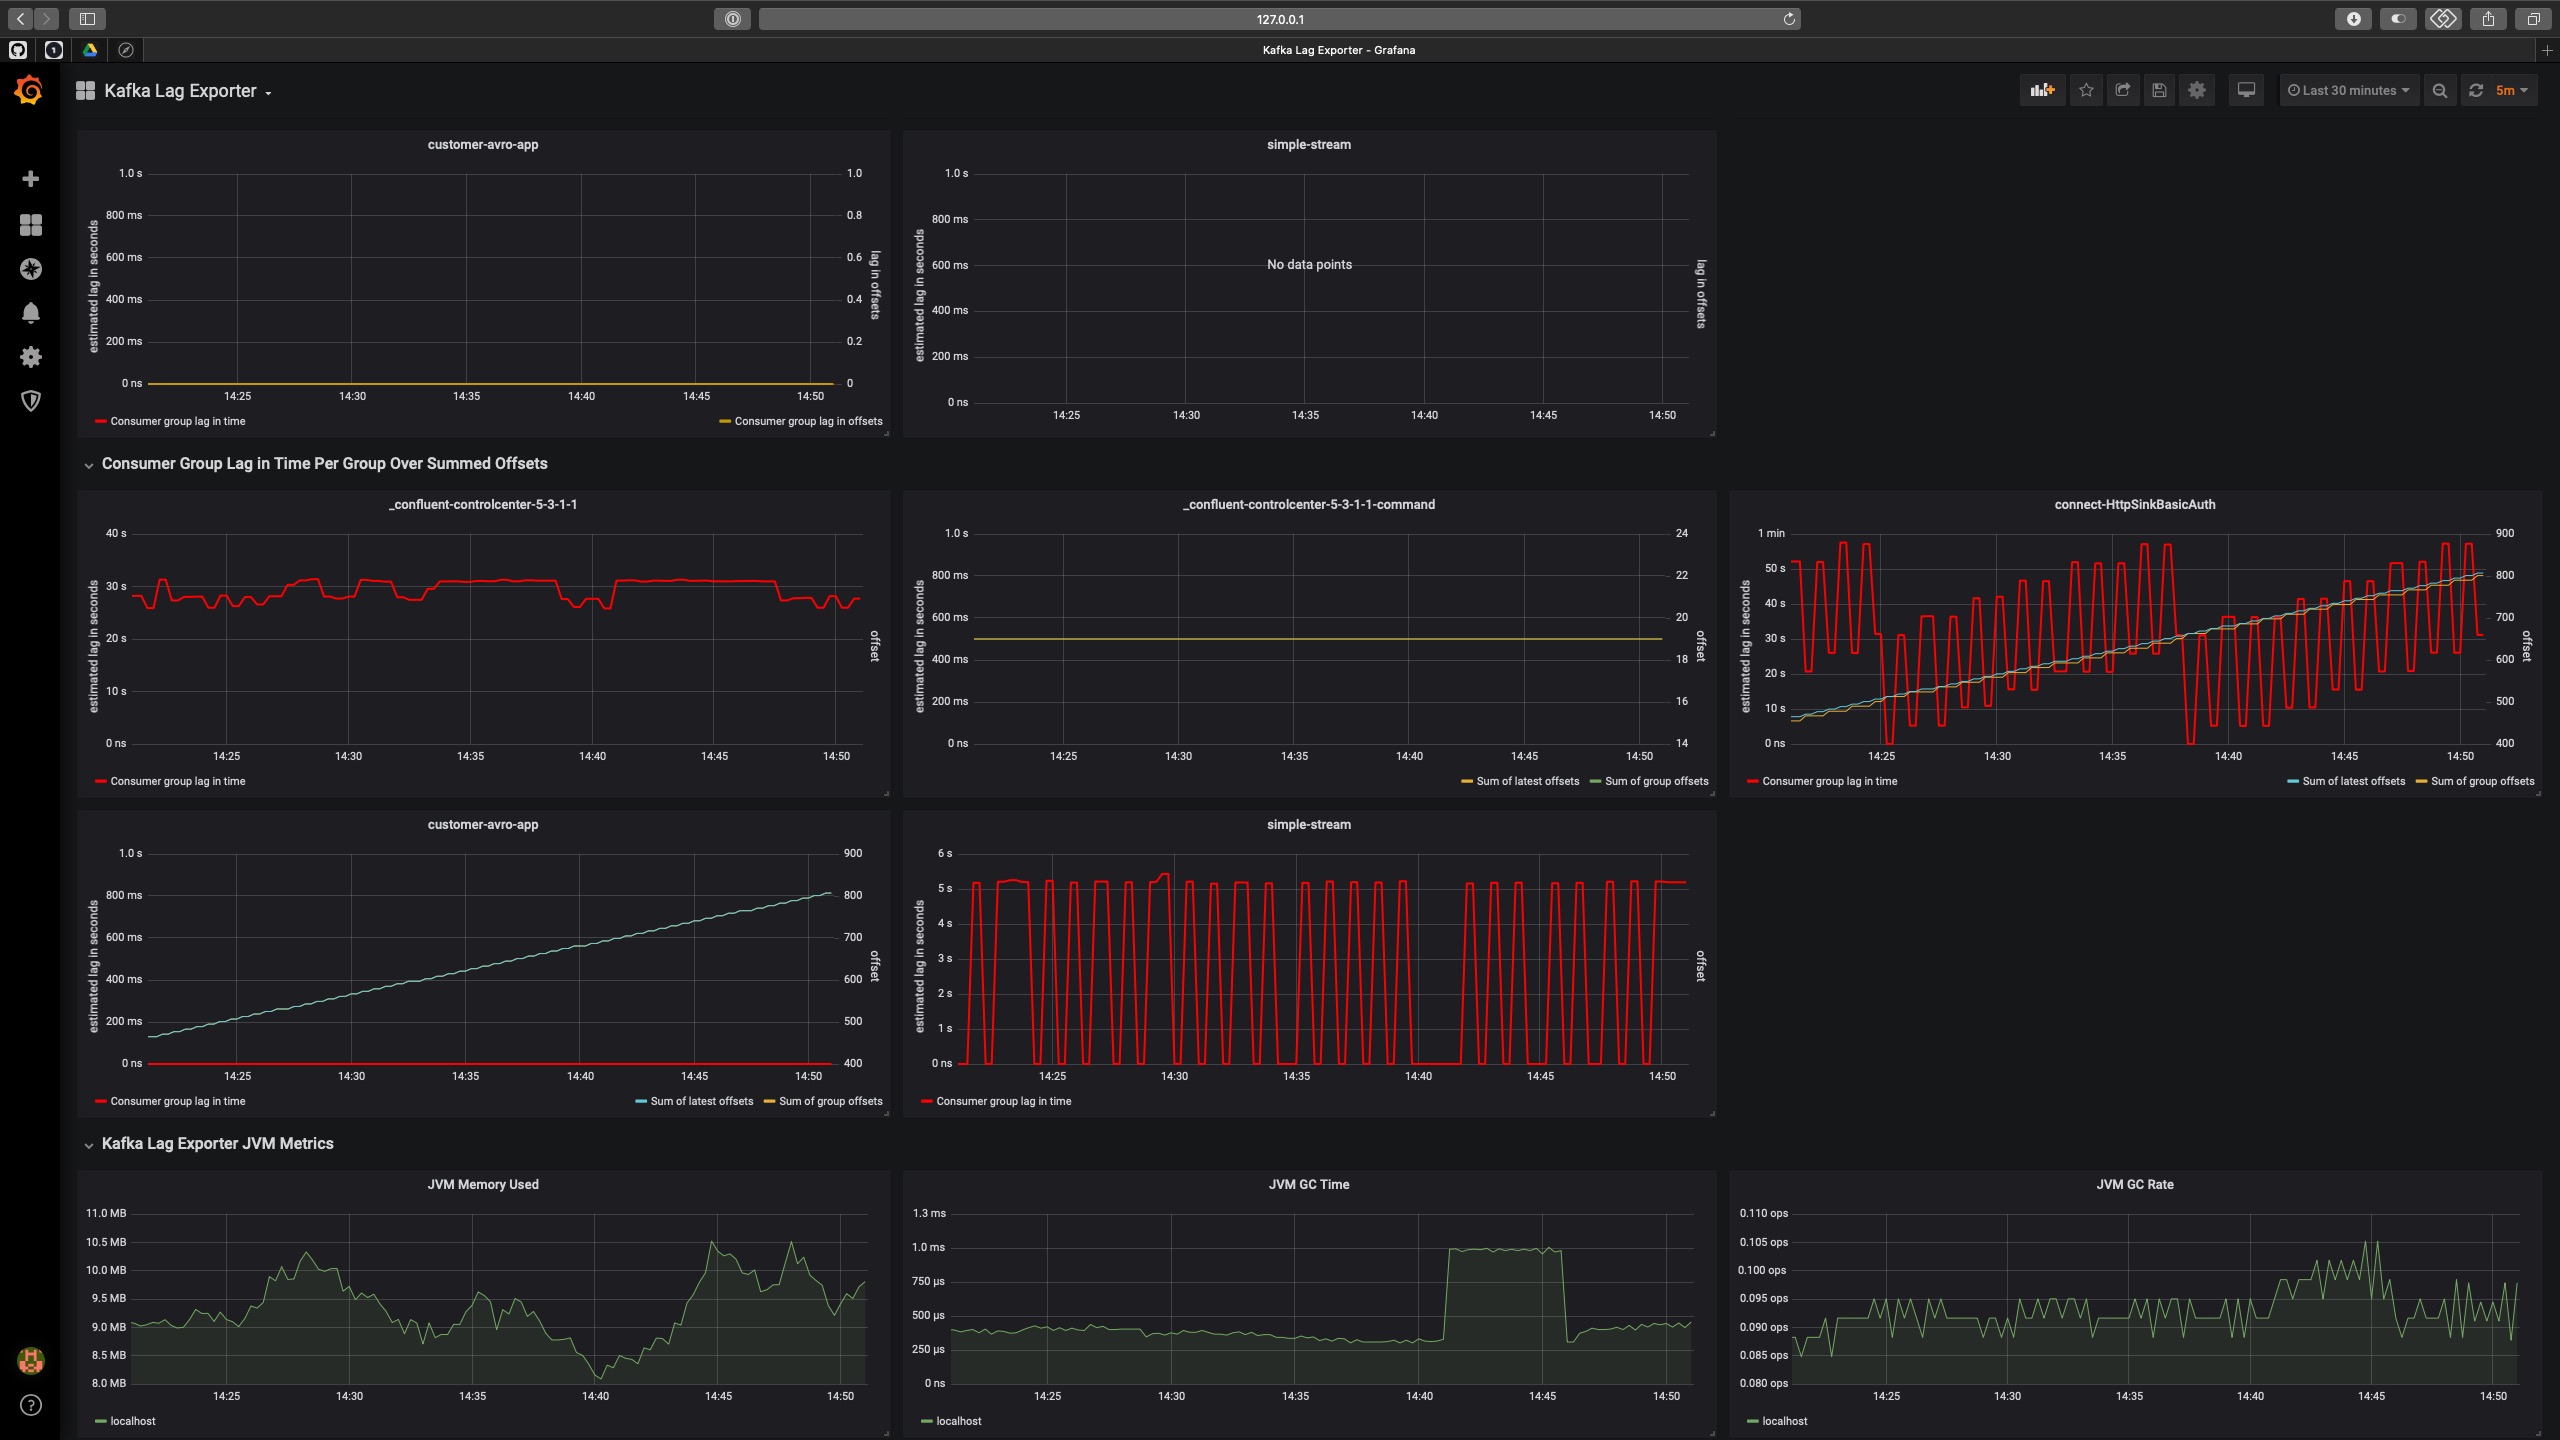 127.0.0.1
Kafka Lag Exporter - Grafana
Kafka Lag Exporter
Last 30 minutes
5m
customer-avro-app
estimated lag in seconds
1.0 s
800 ms
600 ms
400 ms
200 ms
0 ns
1.0
0.8
0.6
0.4
0.2
0
lag in offsets
14:25 14:30 14:35 14:40 14:45 14:50
Consumer group lag in time
Consumer group lag in offsets
simple-stream
estimated lag in seconds
1.0 s
800 ms
600 ms
400 ms
200 ms
0 ns
No data points
lag in offsets
14:25 14:30 14:35 14:40 14:45 14:50
Consumer Group Lag in Time Per Group Over Summed Offsets
_confluent-controlcenter-5-3-1-1
estimated lag in seconds
40 s
30 s
20 s
10 s
0 ns
offset
14:25 14:30 14:35 14:40 14:45 14:50
Consumer group lag in time
_confluent-controlcenter-5-3-1-1-command
estimated lag in seconds
1.0 s
800 ms
600 ms
400 ms
200 ms
0 ns
24
22
20
18
16
14
offset
14:25 14:30 14:35 14:40 14:45 14:50
Sum of latest offsets
Sum of group offsets
connect-HttpSinkBasicAuth
estimated lag in seconds
1 min
50 s
40 s
30 s
20 s
10 s
0 ns
900
800
700
600
500
400
offset
14:25 14:30 14:35 14:40 14:45 14:50
Consumer group lag in time
Sum of latest offsets
Sum of group offsets
customer-avro-app
estimated lag in seconds
1.0 s
800 ms
600 ms
400 ms
200 ms
0 ns
900
800
700
600
500
400
offset
14:25 14:30 14:35 14:40 14:45 14:50
Consumer group lag in time
Sum of latest offsets
Sum of group offsets
simple-stream
estimated lag in seconds
6 s
5 s
4 s
3 s
2 s
1 s
0 ns
offset
14:25 14:30 14:35 14:40 14:45 14:50
Consumer group lag in time
Kafka Lag Exporter JVM Metrics
JVM Memory Used
11.0 MB
10.5 MB
10.0 MB
9.5 MB
9.0 MB
8.5 MB
8.0 MB
14:25 14:30 14:35 14:40 14:45 14:50
localhost
JVM GC Time
1.3 ms
1.0 ms
750 µs
500 µs
250 µs
0 ns
14:25 14:30 14:35 14:40 14:45 14:50
localhost
JVM GC Rate
0.110 ops
0.105 ops
0.100 ops
0.095 ops
0.090 ops
0.085 ops
0.080 ops
14:25 14:30 14:35 14:40 14:45 14:50
localhost